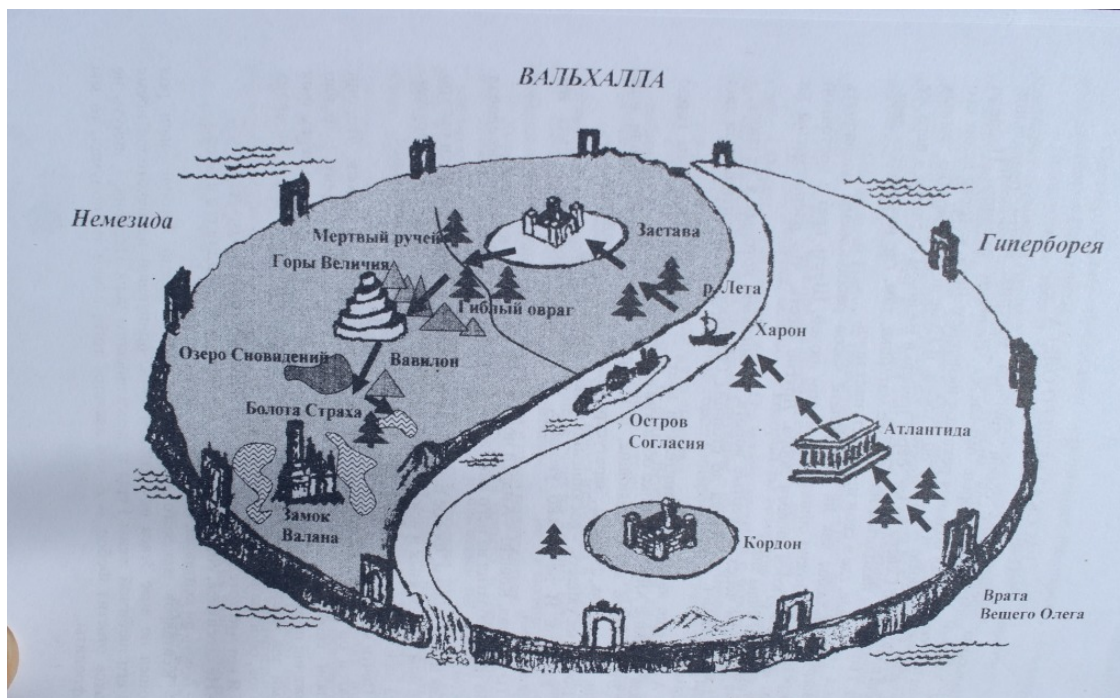 ВАЛЬХАЛЛА
Немезида
Гиперборея
Мертвый ручей
Застава
Горы Величия
р. Лета
Гиблый овраг
Харон
Озеро Сновидений
Вавилон
Болота Страха
Остров
Согласия
Атлантида
Замок
Валана
Кордон
Врата
Вещего Олега